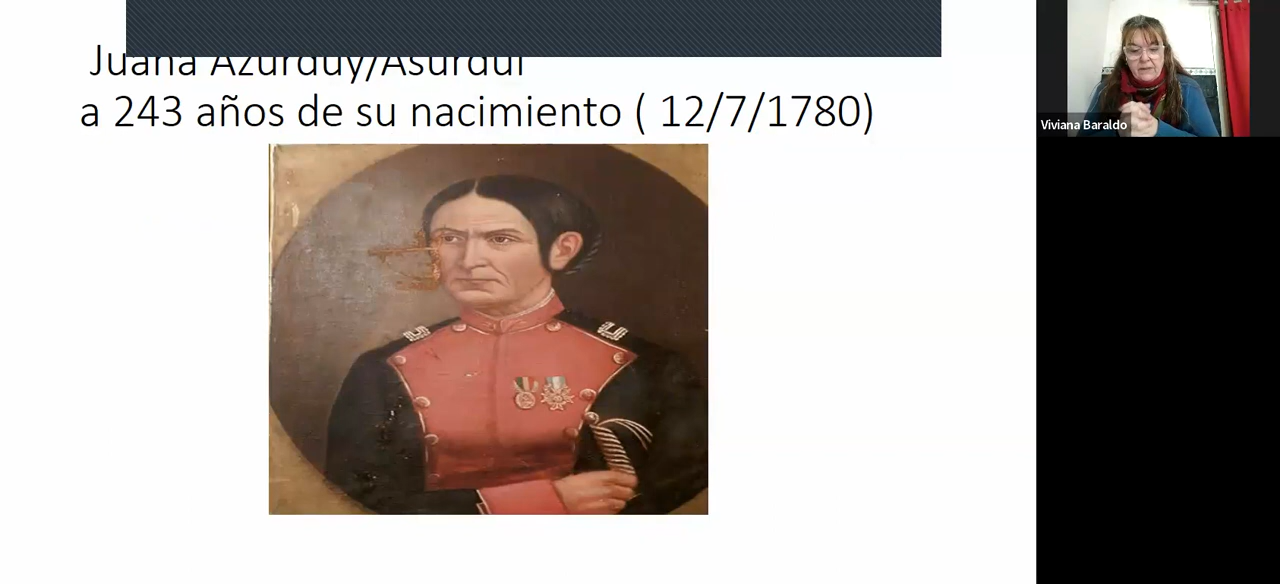 Juana Azurduy/Asurdui
a 243 años de su nacimiento ( 12/7/1780)
Viviana Baraldo